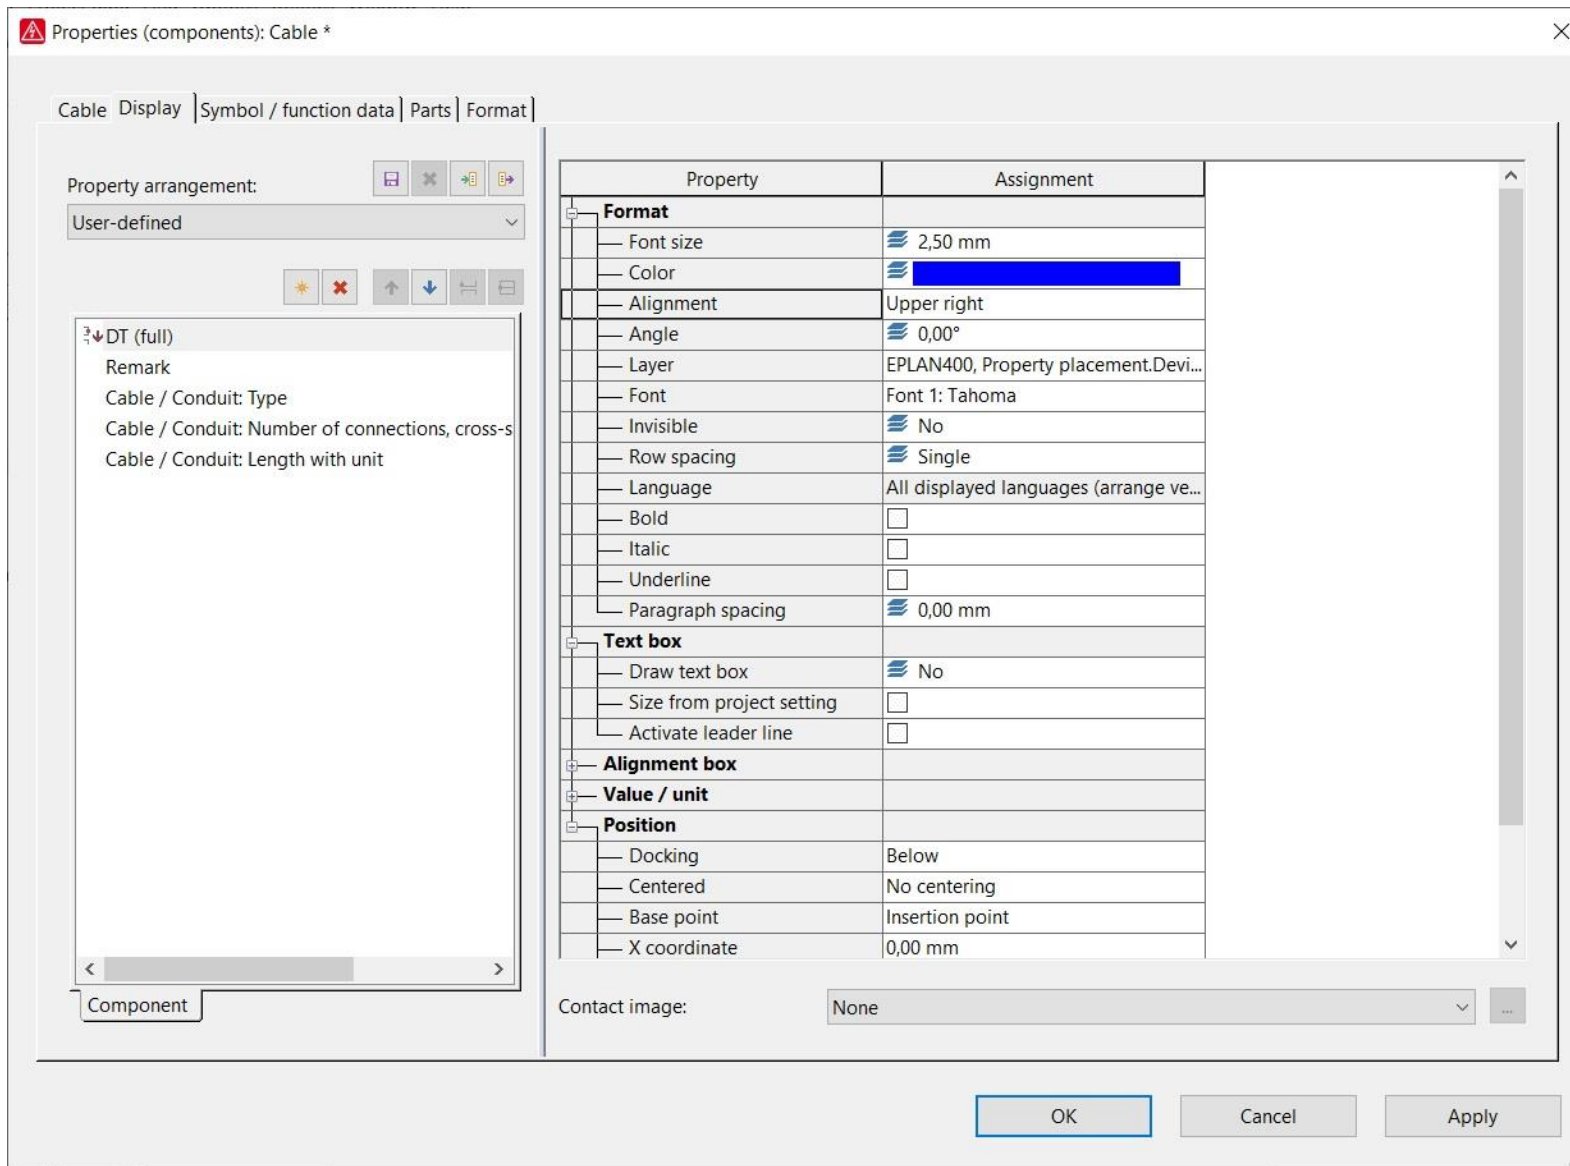 Properties (components): Cable *
Cable Display Symbol / function data Parts Format
Property arrangement:
User-defined
DT (full)
Remark
Cable / Conduit: Type
Cable / Conduit: Number of connections, cross-s
Cable / Conduit: Length with unit
Component
Property Assignment
Format
Font size 2,50 mm
Color
Alignment Upper right
Angle 0,00°
Layer EPLAN400, Property placement.Devi...
Font Font 1: Tahoma
Invisible No
Row spacing Single
Language All displayed languages (arrange ve...
Bold
Italic
Underline
Paragraph spacing 0,00 mm
Text box
Draw text box No
Size from project setting
Activate leader line
Alignment box
Value / unit
Position
Docking Below
Centered No centering
Base point Insertion point
X coordinate 0,00 mm
Contact image: None ...
OK Cancel Apply